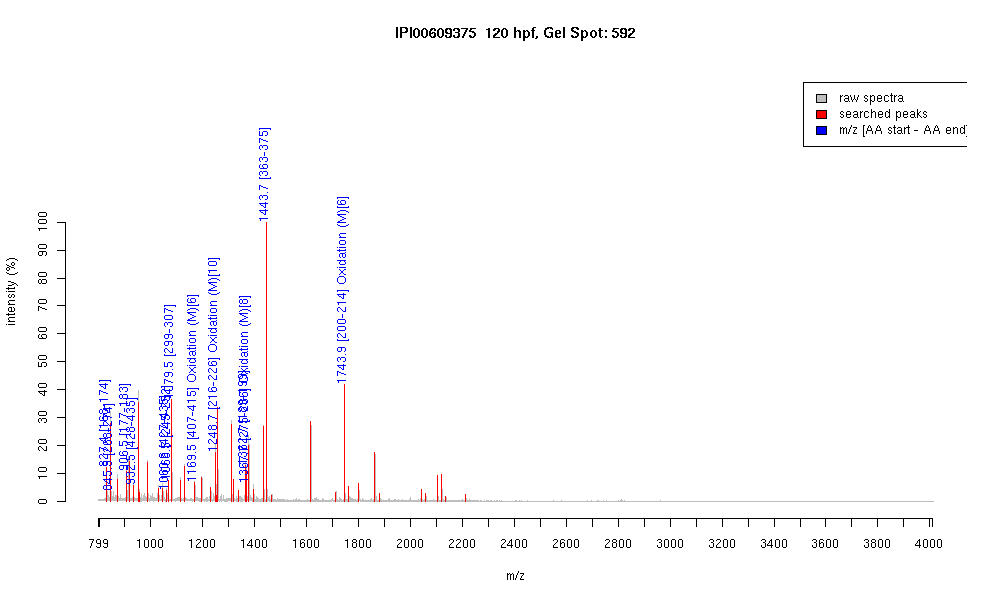 IPI00609375 120 hpf, Gel Spot: 592
raw spectra
searched peaks
m/z [AA start - AA end]
1443.7 [363-375]
1743.9 [200-214] Oxidation (M)[6]
1248.7 [216-226] Oxidation (M)[10]
1169.5 [407-415] Oxidation (M)[6]
1079.5 [299-307]
906.5 [177-183]
932.5 [428-435]
Oxidation (M)[8]
intensity (%)
0 10 20 30 40 50 60 70 80 90 100
799 1000 1200 1400 1600 1800 2000 2200 2400 2600 2800 3000 3200 3400 3600 3800 4000
m/z